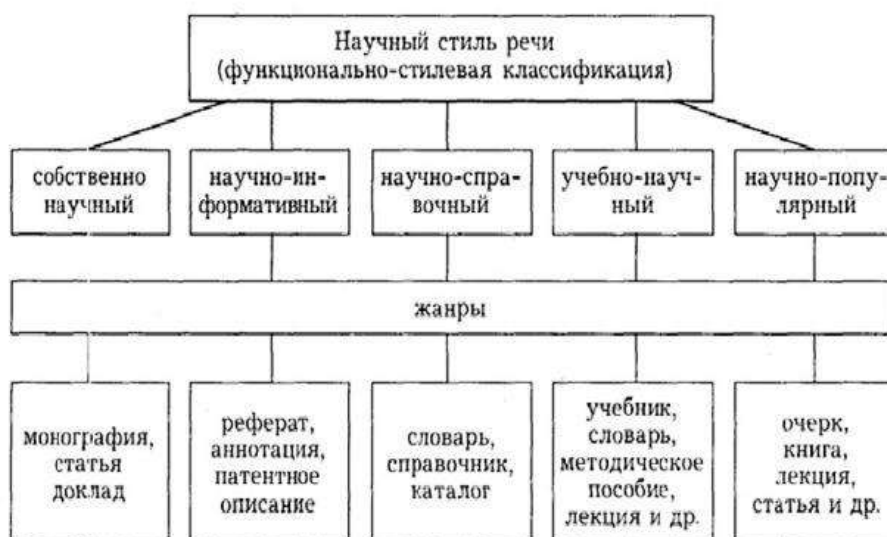 Научный стиль речи
(функционально-стилевая классификация)
собственно
научный
научно-ин-
формативный
научно-спра-
вочный
учебно-науч-
ный
научно-попу-
лярный
жанры
монография,
статья
доклад
реферат,
аннотация,
патентное
описание
словарь,
справочник,
каталог
учебник,
словарь,
методическое
пособие,
лекция и др.
очерк,
книга,
лекция,
статья и др.